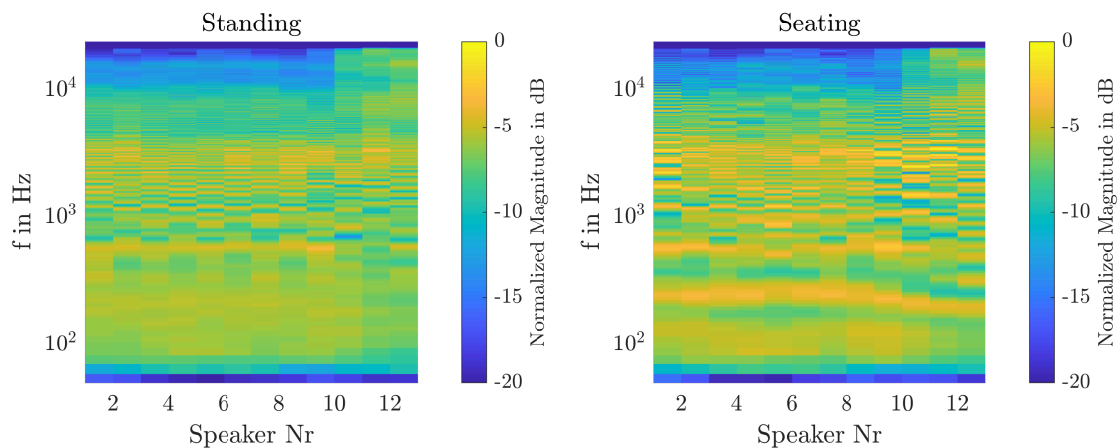 Standing
f in Hz
10^4
10^3
10^2
2 4 6 8 10 12
Speaker Nr
0
-5
-10
-15
-20
Normalized Magnitude in dB
Seating
f in Hz
10^4
10^3
10^2
2 4 6 8 10 12
Speaker Nr
0
-5
-10
-15
-20
Normalized Magnitude in dB